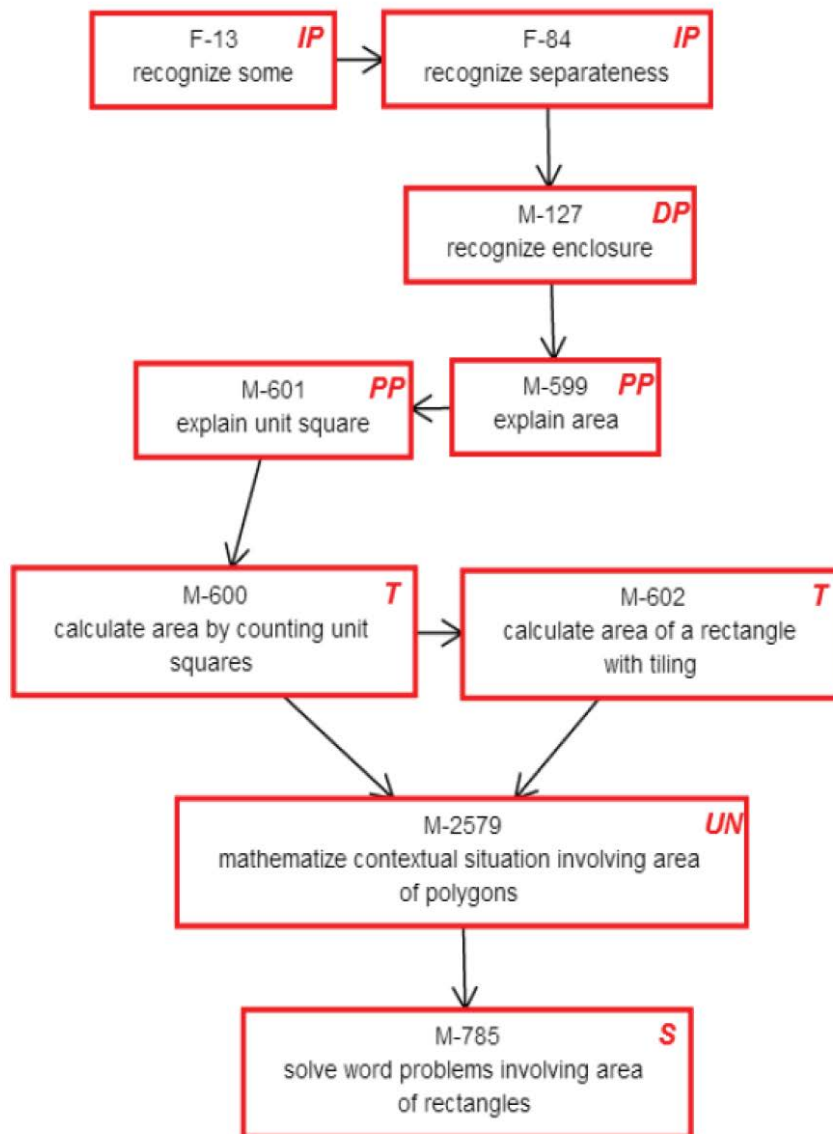 F-13 IP
recognize some
F-84 IP
recognize separateness
M-127 DP
recognize enclosure
M-601 PP
explain unit square
M-599 PP
explain area
M-600 T
calculate area by counting unit
squares
M-602 T
calculate area of a rectangle
with tiling
M-2579 UN
mathematize contextual situation involving area
of polygons
M-785 S
solve word problems involving area
of rectangles